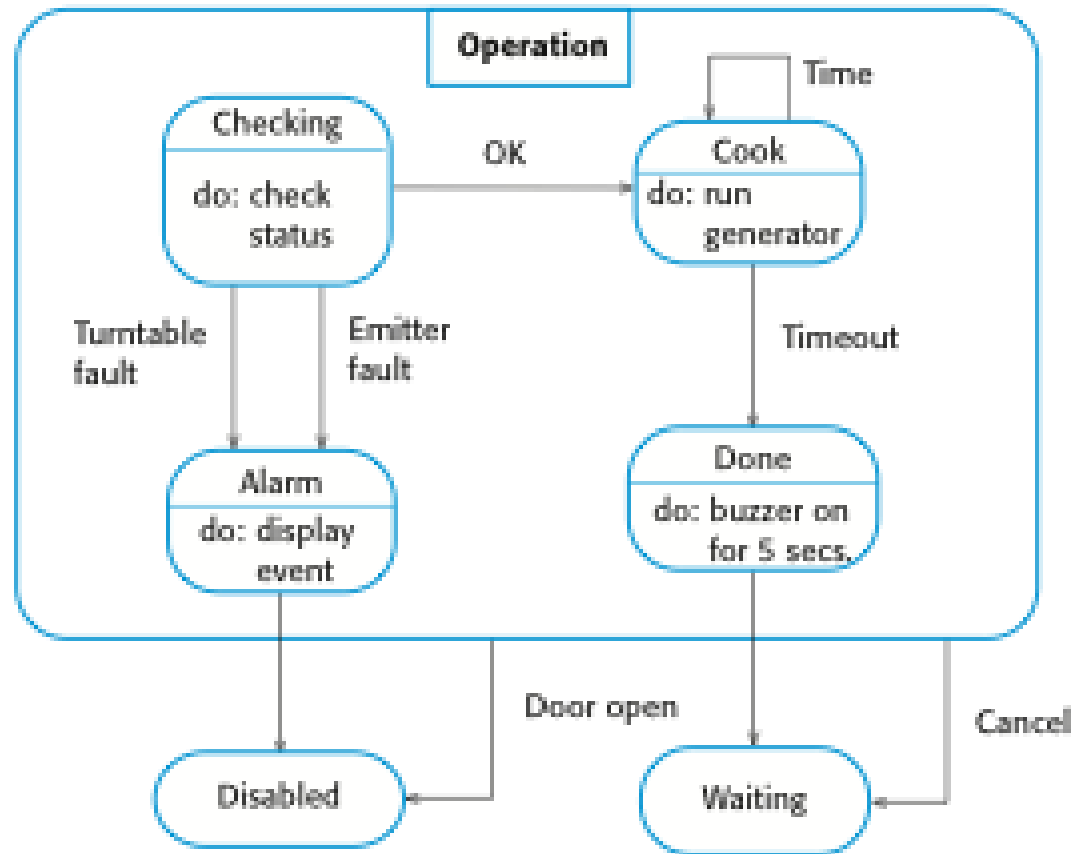 Operation
Time
Checking
OK
Cook
do: check
status
do: run
generator
Turntable
fault
Emitter
fault
Timeout
Alarm
do: display
event
Done
do: buzzer on
for 5 secs.
Door open
Cancel
Disabled
Waiting